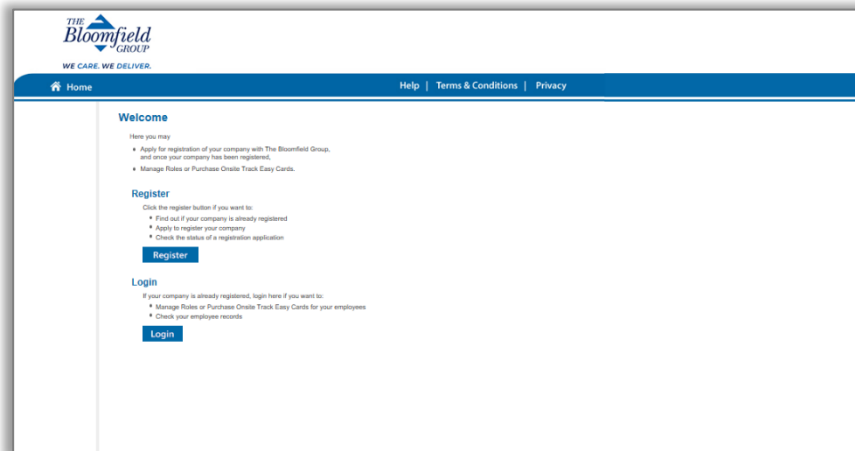 THE
Bloomfield
GROUP
WE CARE. WE DELIVER.
Home
Help | Terms & Conditions | Privacy
Welcome
Here you may
Apply for registration of your company with The Bloomfield Group,
and once your company has been registered,
Manage Roles or Purchase Onsite Track Easy Cards.
Register
Click the register button if you want to:
Find out if your company is already registered
Apply to register your company
Check the status of a registration application
Register
Login
If your company is already registered, login here if you want to:
Manage Roles or Purchase Onsite Track Easy Cards for your employees
Check your employee records
Login